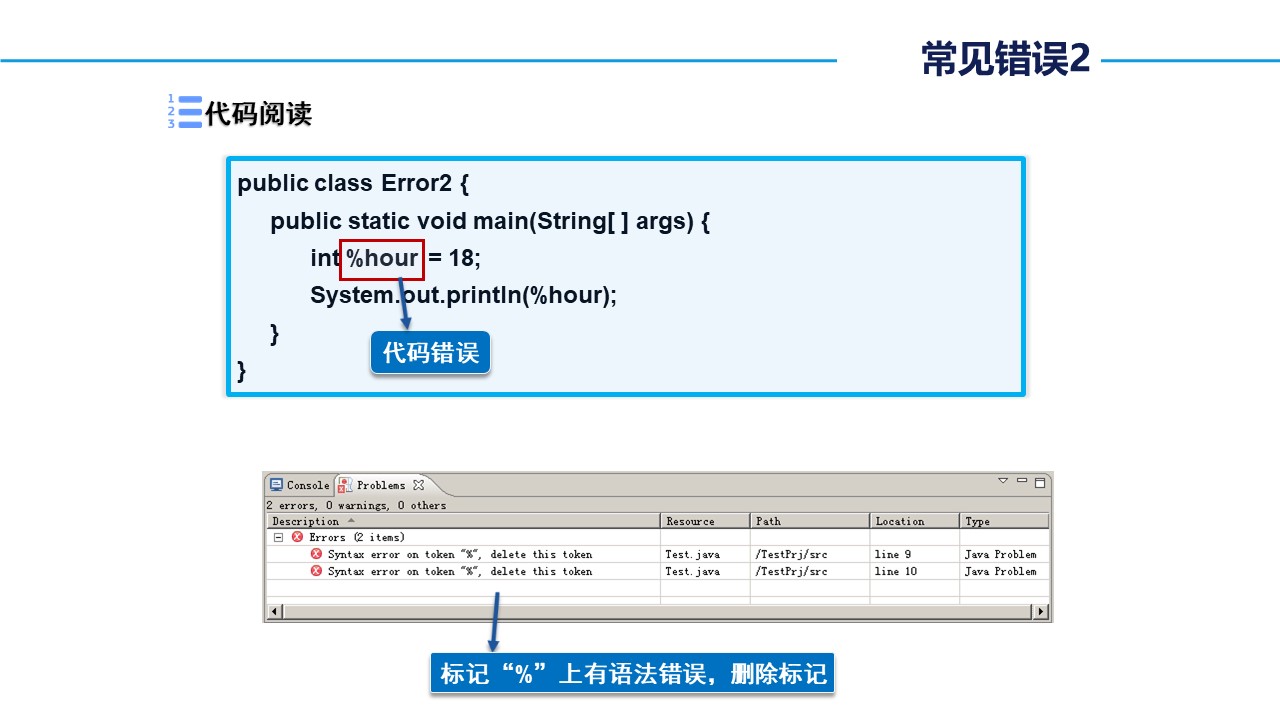 常见错误2
1
2
3
代码阅读
public class Error2 {
public static void main(String[ ] args) {
int %hour = 18;
System.out.println(%hour);
}
代码错误
}
Console Problems
2 errors, 0 warnings, 0 others
Description Resource Path Location Type
Errors (2 items)
Syntax error on token "%", delete this token Test.java /TestPrj/src line 9 Java Problem
Syntax error on token "%", delete this token Test.java /TestPrj/src line 10 Java Problem
标记“%”上有语法错误，删除标记